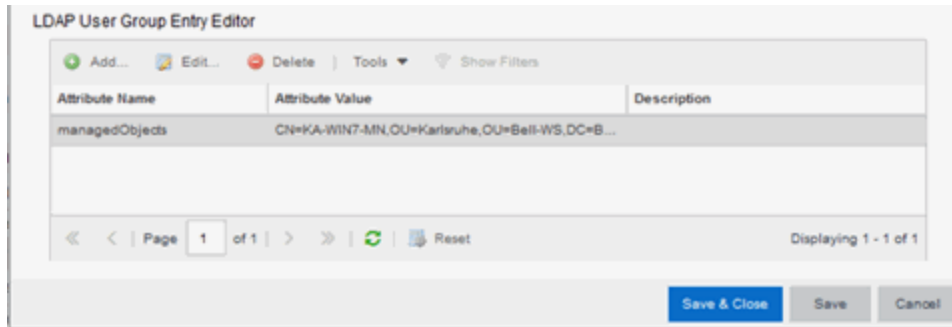 LDAP User Group Entry Editor
Add... Edit... Delete | Tools Show Filters
Attribute Name Attribute Value Description
managedObjects CN=KA-WIN7-MN,OU=Karlsruhe,OU=Bell-WS,DC=B...
Page 1 of 1 Reset Displaying 1 - 1 of 1
Save & Close Save Cancel